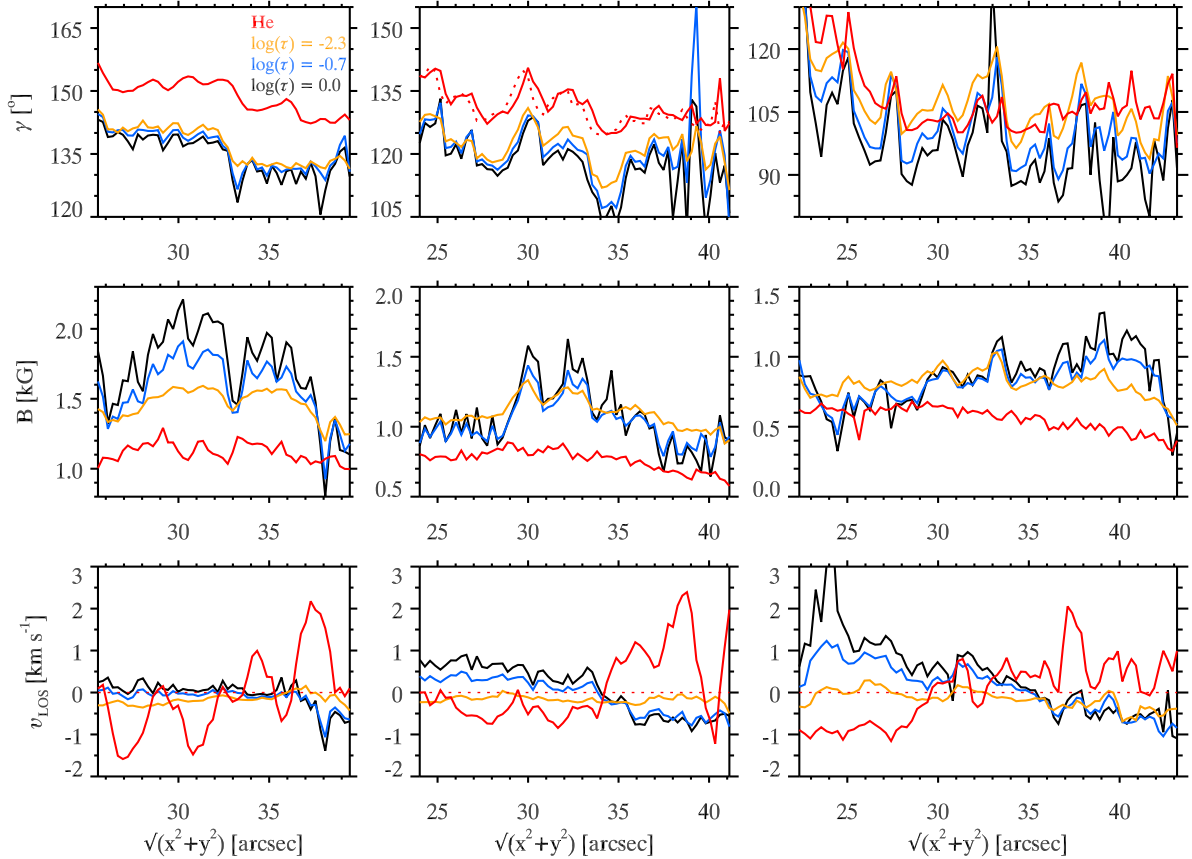 165
150
135
120
γ [°]
He
log(τ) = -2.3
log(τ) = -0.7
log(τ) = 0.0
30 35
150
135
120
105
25 30 35 40
120
105
90
25 30 35 40
2.0
1.5
1.0
B [kG]
30 35
2.0
1.5
1.0
0.5
25 30 35 40
1.5
1.0
0.5
0.0
25 30 35 40
3
2
1
0
-1
-2
v_LOS [km s⁻¹]
30 35
√(x²+y²) [arcsec]
3
2
1
0
-1
-2
25 30 35 40
√(x²+y²) [arcsec]
3
2
1
0
-1
-2
25 30 35 40
√(x²+y²) [arcsec]